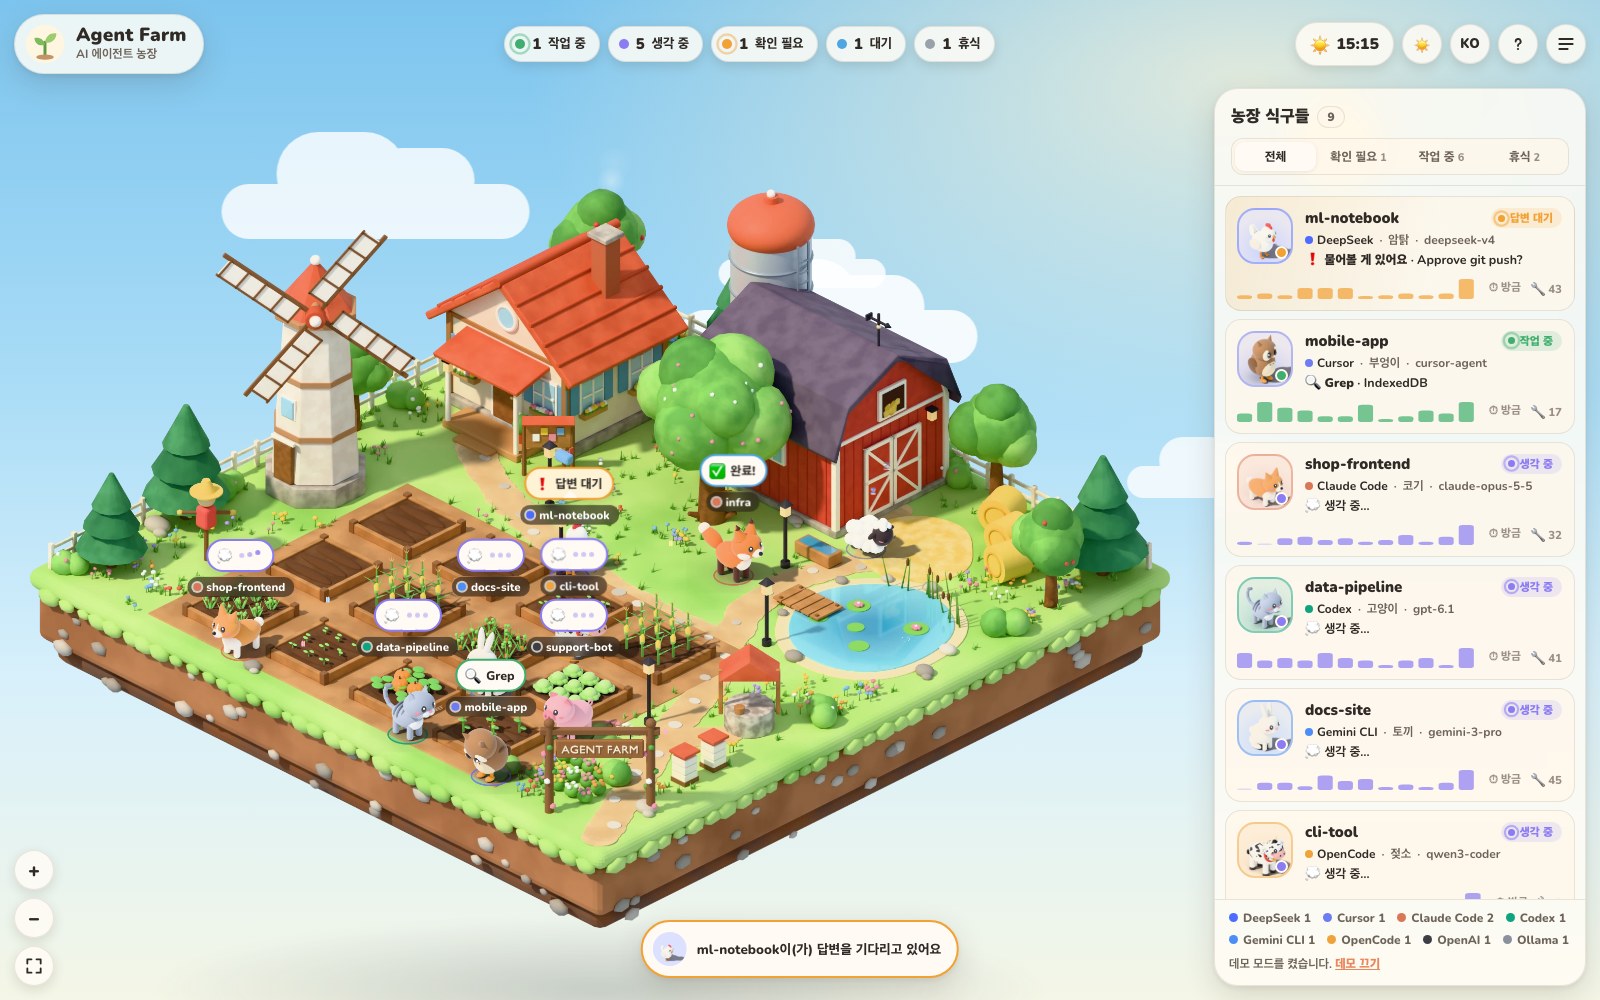 Agent Farm
AI 에이전트 농장
1 작업 중
5 생각 중
1 확인 필요
1 대기
1 휴식
15:15
KO
?
농장 식구들 9
전체
확인 필요 1
작업 중 6
휴식 2
ml-notebook
답변 대기
DeepSeek · 암탉 · deepseek-v4
❗ 물어볼 게 있어요 · Approve git push?
방금 43
mobile-app
작업 중
Cursor · 부엉이 · cursor-agent
Grep · IndexedDB
방금 17
shop-frontend
생각 중
Claude Code · 코기 · claude-opus-5-5
생각 중...
방금 32
data-pipeline
생각 중
Codex · 고양이 · gpt-6.1
생각 중...
방금 41
docs-site
생각 중
Gemini CLI · 토끼 · gemini-3-pro
생각 중...
방금 45
cli-tool
생각 중
OpenCode · 젖소 · qwen3-coder
생각 중...
DeepSeek 1
Cursor 1
Claude Code 2
Codex 1
Gemini CLI 1
OpenCode 1
OpenAI 1
Ollama 1
데모 모드를 켰습니다. 데모 끄기
완료!
infra
❗ 답변 대기
ml-notebook
shop-frontend
docs-site
cli-tool
data-pipeline
support-bot
Grep
mobile-app
AGENT FARM
+
−
ml-notebook이(가) 답변을 기다리고 있어요